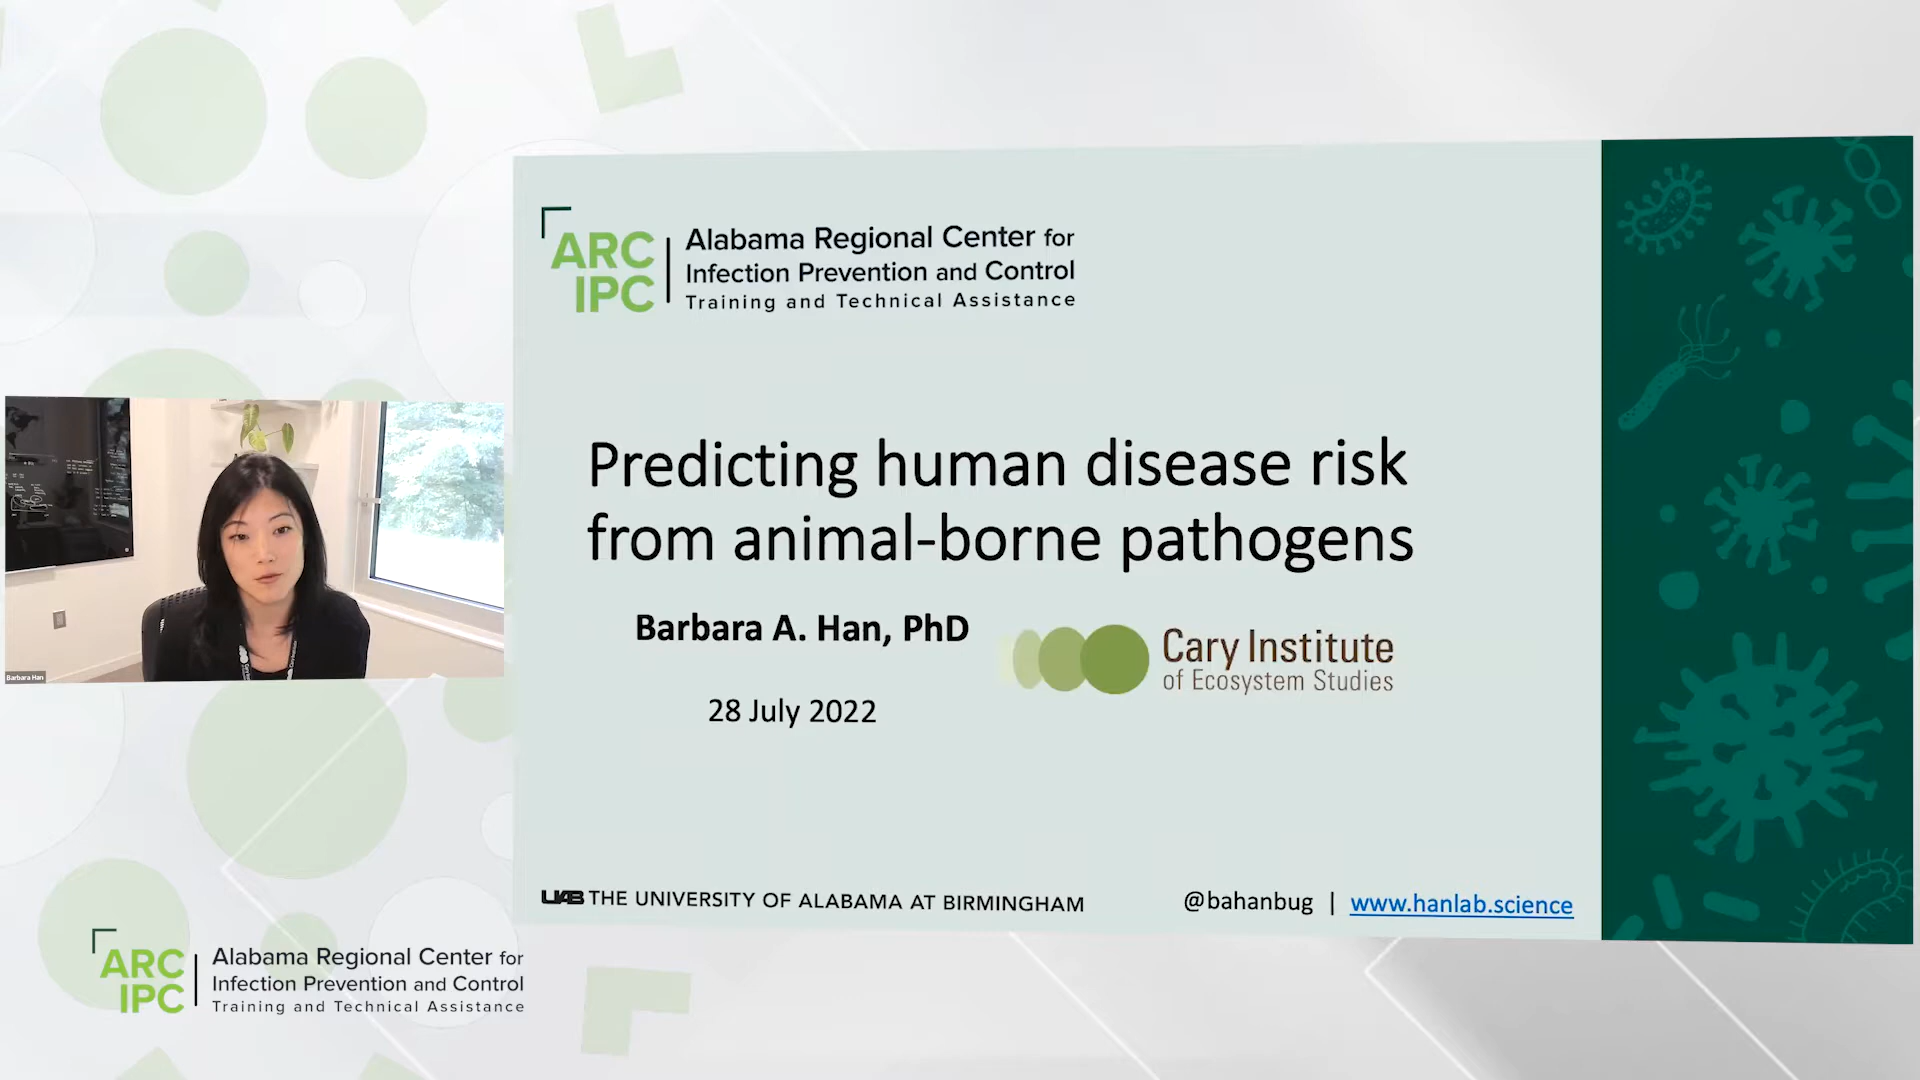 ARC
IPC
Alabama Regional Center for
Infection Prevention and Control
Training and Technical Assistance
Predicting human disease risk
from animal-borne pathogens
Barbara A. Han, PhD
Cary Institute
of Ecosystem Studies
28 July 2022
UAB THE UNIVERSITY OF ALABAMA AT BIRMINGHAM
@bahanbug | www.hanlab.science
Barbara Han
ARC
IPC
Alabama Regional Center for
Infection Prevention and Control
Training and Technical Assistance